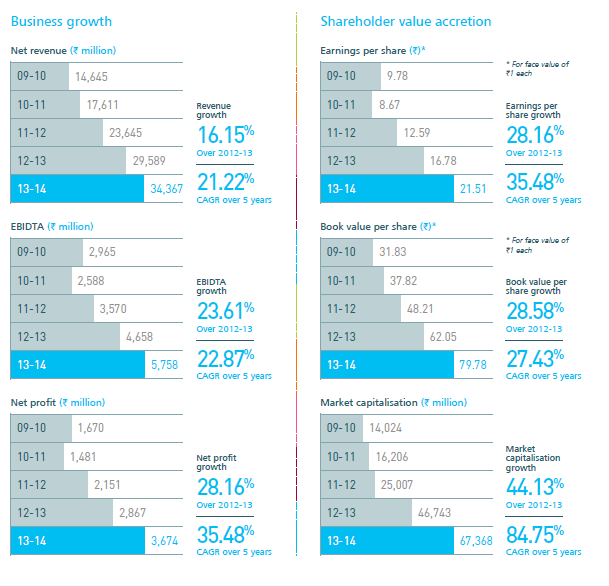 Business growth
Net revenue (₹ million)
09-10 14,645
10-11 17,611
11-12 23,645
12-13 29,589
13-14 34,367
Revenue
growth
16.15%
Over 2012-13
21.22%
CAGR over 5 years
EBIDTA (₹ million)
09-10 2,965
10-11 2,588
11-12 3,570
12-13 4,658
13-14 5,758
EBIDTA
growth
23.61%
Over 2012-13
22.87%
CAGR over 5 years
Net profit (₹ million)
09-10 1,670
10-11 1,481
11-12 2,151
12-13 2,867
13-14 3,674
Net profit
growth
28.16%
Over 2012-13
35.48%
CAGR over 5 years
Shareholder value accretion
Earnings per share (₹)*
09-10 9.78
10-11 8.67
11-12 12.59
12-13 16.78
13-14 21.51
* For face value of
₹1 each
Earnings per
share growth
28.16%
Over 2012-13
35.48%
CAGR over 5 years
Book value per share (₹)*
09-10 31.83
10-11 37.82
11-12 48.21
12-13 62.05
13-14 79.78
* For face value of
₹1 each
Book value per
share growth
28.58%
Over 2012-13
27.43%
CAGR over 5 years
Market capitalisation (₹ million)
09-10 14,024
10-11 16,206
11-12 25,007
12-13 46,743
13-14 67,368
Market
capitalisation
growth
44.13%
Over 2012-13
84.75%
CAGR over 5 years